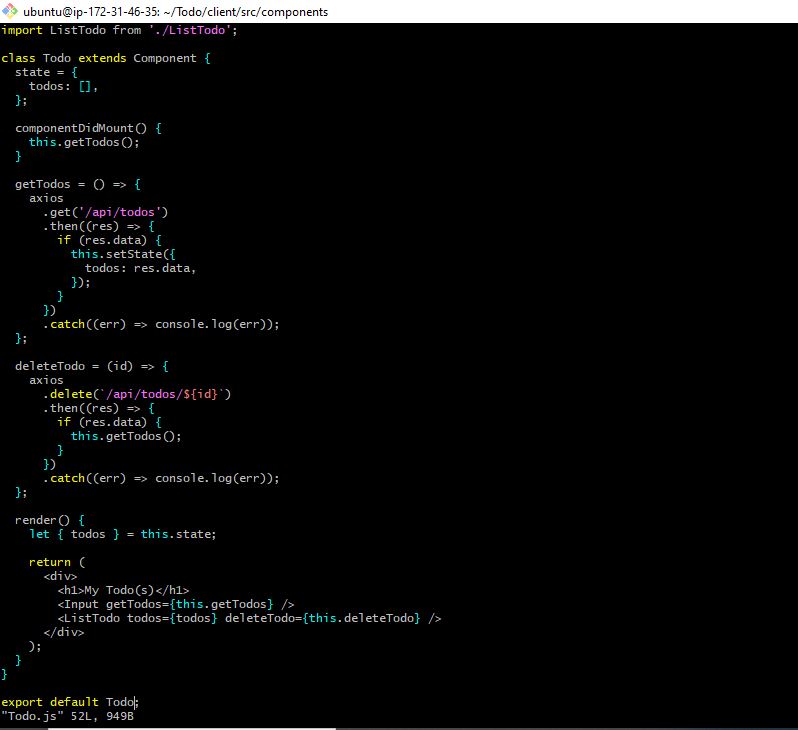 ubuntu@ip-172-31-46-35: ~/Todo/client/src/components
import ListTodo from './ListTodo';

class Todo extends Component {
  state = {
    todos: [],
  };

  componentDidMount() {
    this.getTodos();
  }

  getTodos = () => {
    axios
      .get('/api/todos')
      .then((res) => {
        if (res.data) {
          this.setState({
            todos: res.data,
          });
        }
      })
      .catch((err) => console.log(err));
  };

  deleteTodo = (id) => {
    axios
      .delete(`/api/todos/${id}`)
      .then((res) => {
        if (res.data) {
          this.getTodos();
        }
      })
      .catch((err) => console.log(err));
  };

  render() {
    let { todos } = this.state;

    return (
      <div>
        <h1>My Todo(s)</h1>
        <Input getTodos={this.getTodos} />
        <ListTodo todos={todos} deleteTodo={this.deleteTodo} />
      </div>
    );
  }
}

export default Todo;
"Todo.js" 52L, 949B